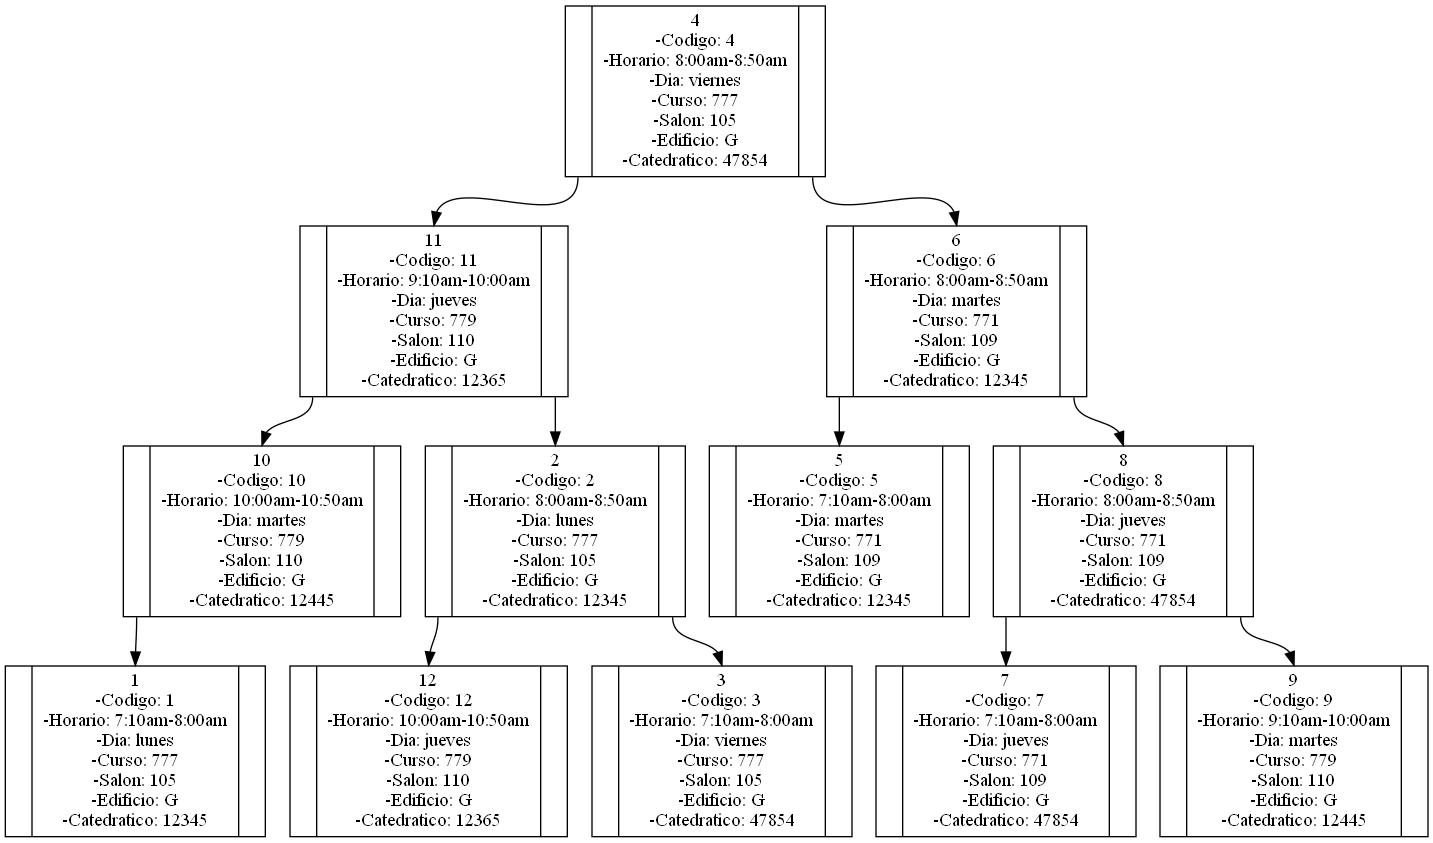 4
-Codigo: 4
-Horario: 8:00am-8:50am
-Dia: viernes
-Curso: 777
-Salon: 105
-Edificio: G
-Catedratico: 47854
11
-Codigo: 11
-Horario: 9:10am-10:00am
-Dia: jueves
-Curso: 779
-Salon: 110
-Edificio: G
-Catedratico: 12365
6
-Codigo: 6
-Horario: 8:00am-8:50am
-Dia: martes
-Curso: 771
-Salon: 109
-Edificio: G
-Catedratico: 12345
10
-Codigo: 10
-Horario: 10:00am-10:50am
-Dia: martes
-Curso: 779
-Salon: 110
-Edificio: G
-Catedratico: 12445
2
-Codigo: 2
-Horario: 8:00am-8:50am
-Dia: lunes
-Curso: 777
-Salon: 105
-Edificio: G
-Catedratico: 12345
5
-Codigo: 5
-Horario: 7:10am-8:00am
-Dia: martes
-Curso: 771
-Salon: 109
-Edificio: G
-Catedratico: 12345
8
-Codigo: 8
-Horario: 8:00am-8:50am
-Dia: jueves
-Curso: 771
-Salon: 109
-Edificio: G
-Catedratico: 47854
1
-Codigo: 1
-Horario: 7:10am-8:00am
-Dia: lunes
-Curso: 777
-Salon: 105
-Edificio: G
-Catedratico: 12345
12
-Codigo: 12
-Horario: 10:00am-10:50am
-Dia: jueves
-Curso: 779
-Salon: 110
-Edificio: G
-Catedratico: 12365
3
-Codigo: 3
-Horario: 7:10am-8:00am
-Dia: viernes
-Curso: 777
-Salon: 105
-Edificio: G
-Catedratico: 47854
7
-Codigo: 7
-Horario: 7:10am-8:00am
-Dia: jueves
-Curso: 771
-Salon: 109
-Edificio: G
-Catedratico: 47854
9
-Codigo: 9
-Horario: 9:10am-10:00am
-Dia: martes
-Curso: 779
-Salon: 110
-Edificio: G
-Catedratico: 12445